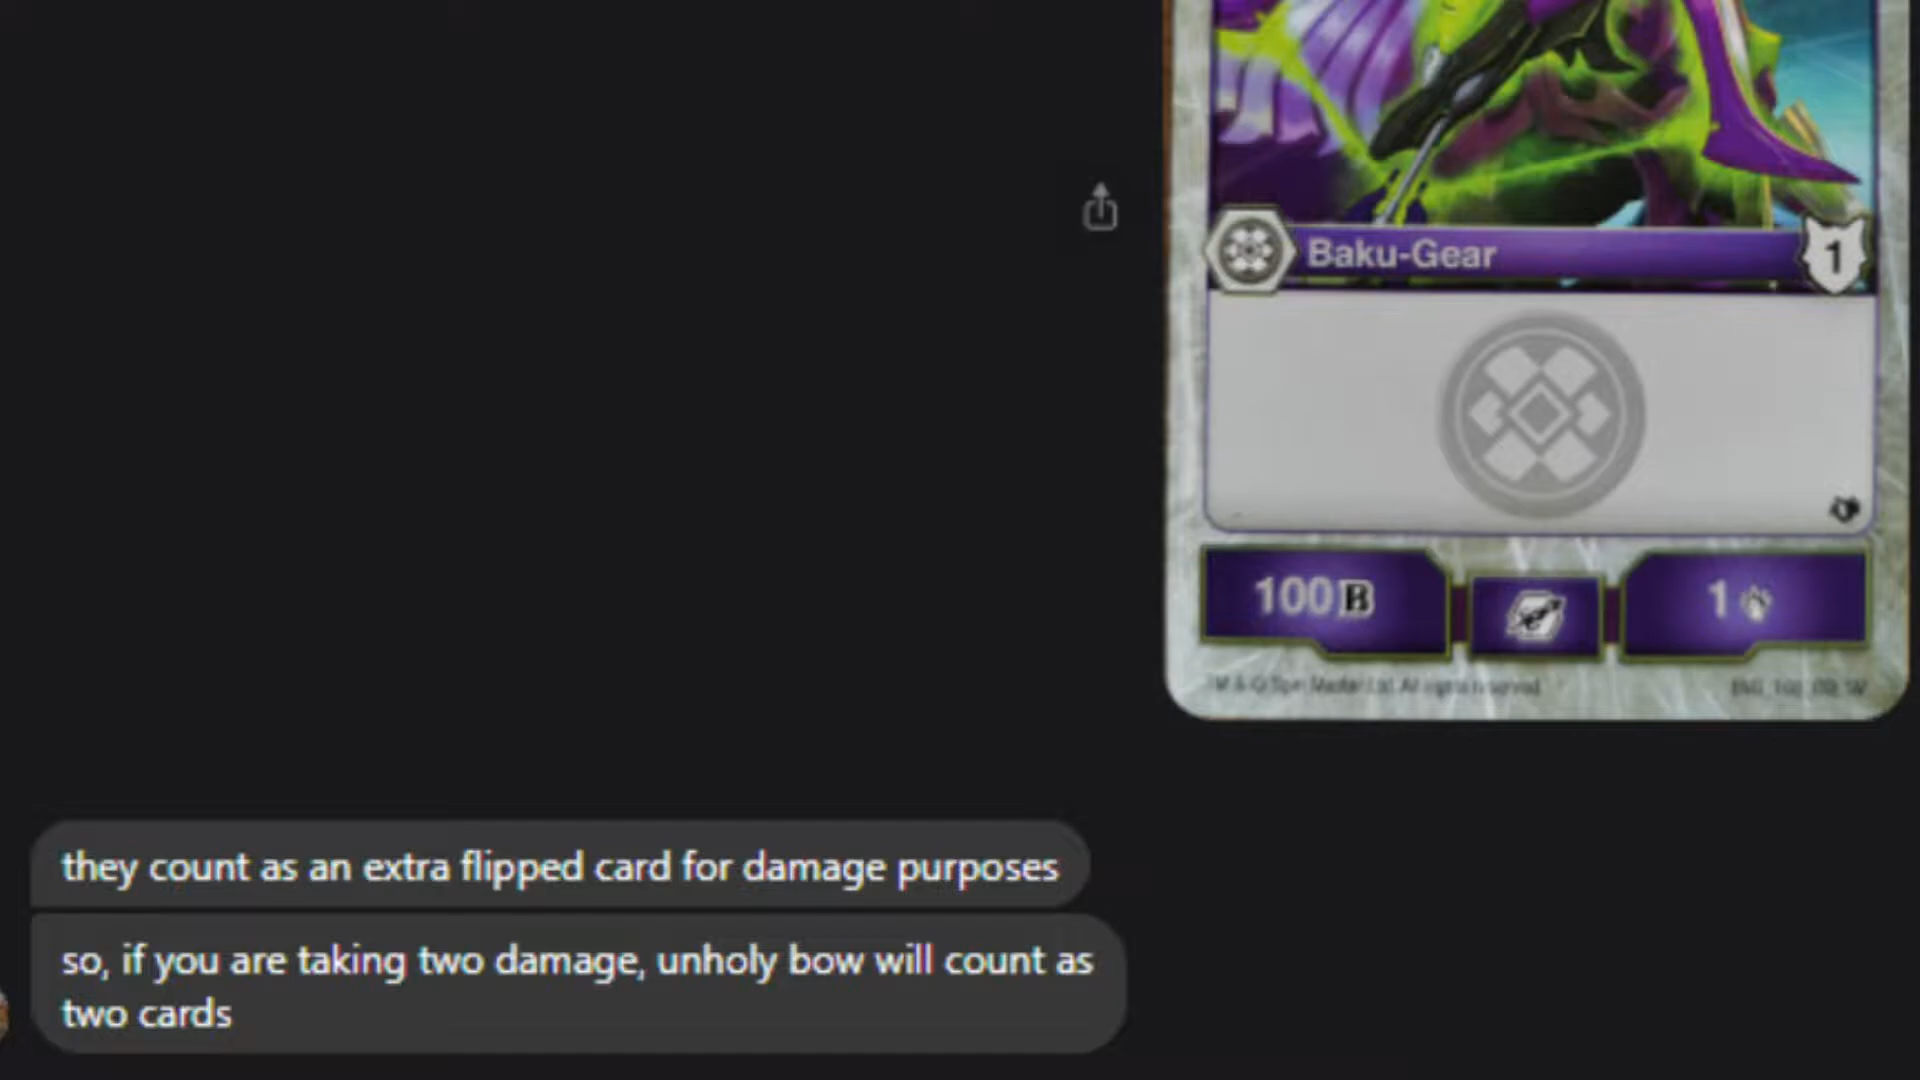 Baku-Gear
1
100B
1
they count as an extra flipped card for damage purposes
so, if you are taking two damage, unholy bow will count as
two cards